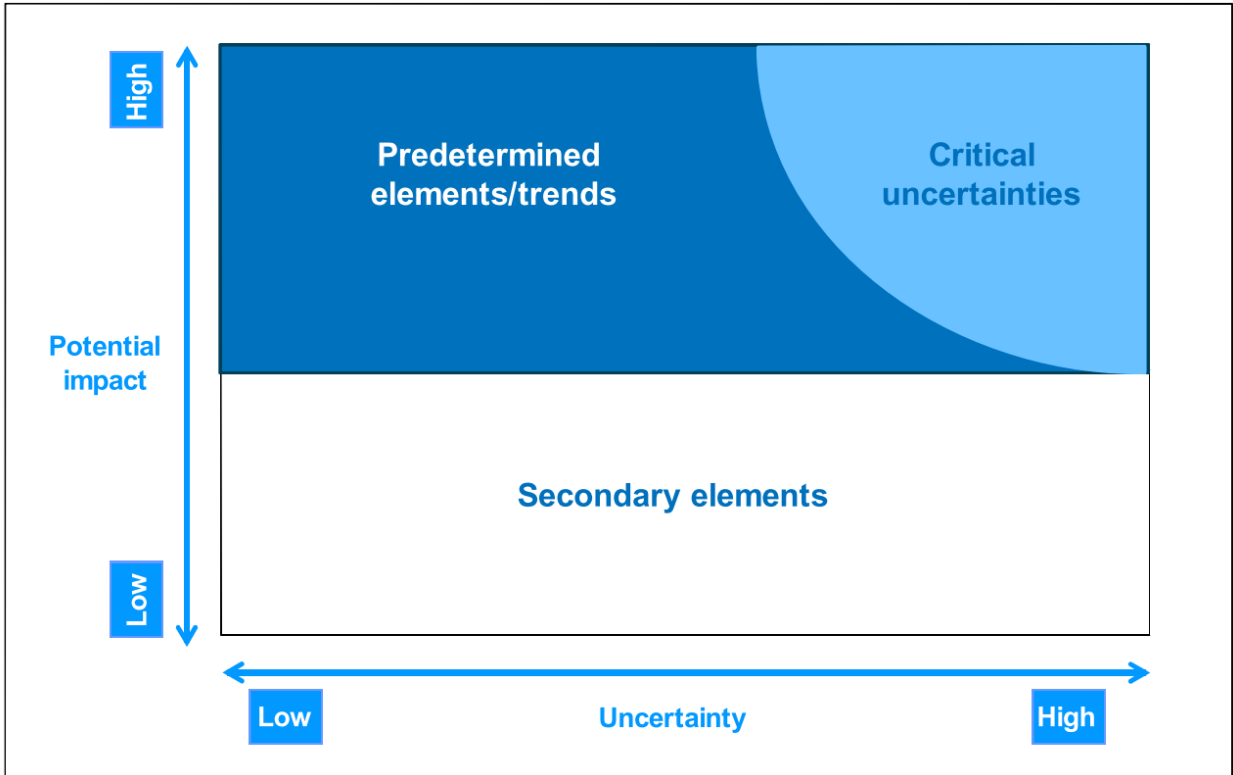 High
Predetermined
elements/trends
Critical
uncertainties
Potential
impact
Secondary elements
Low
Low
Uncertainty
High